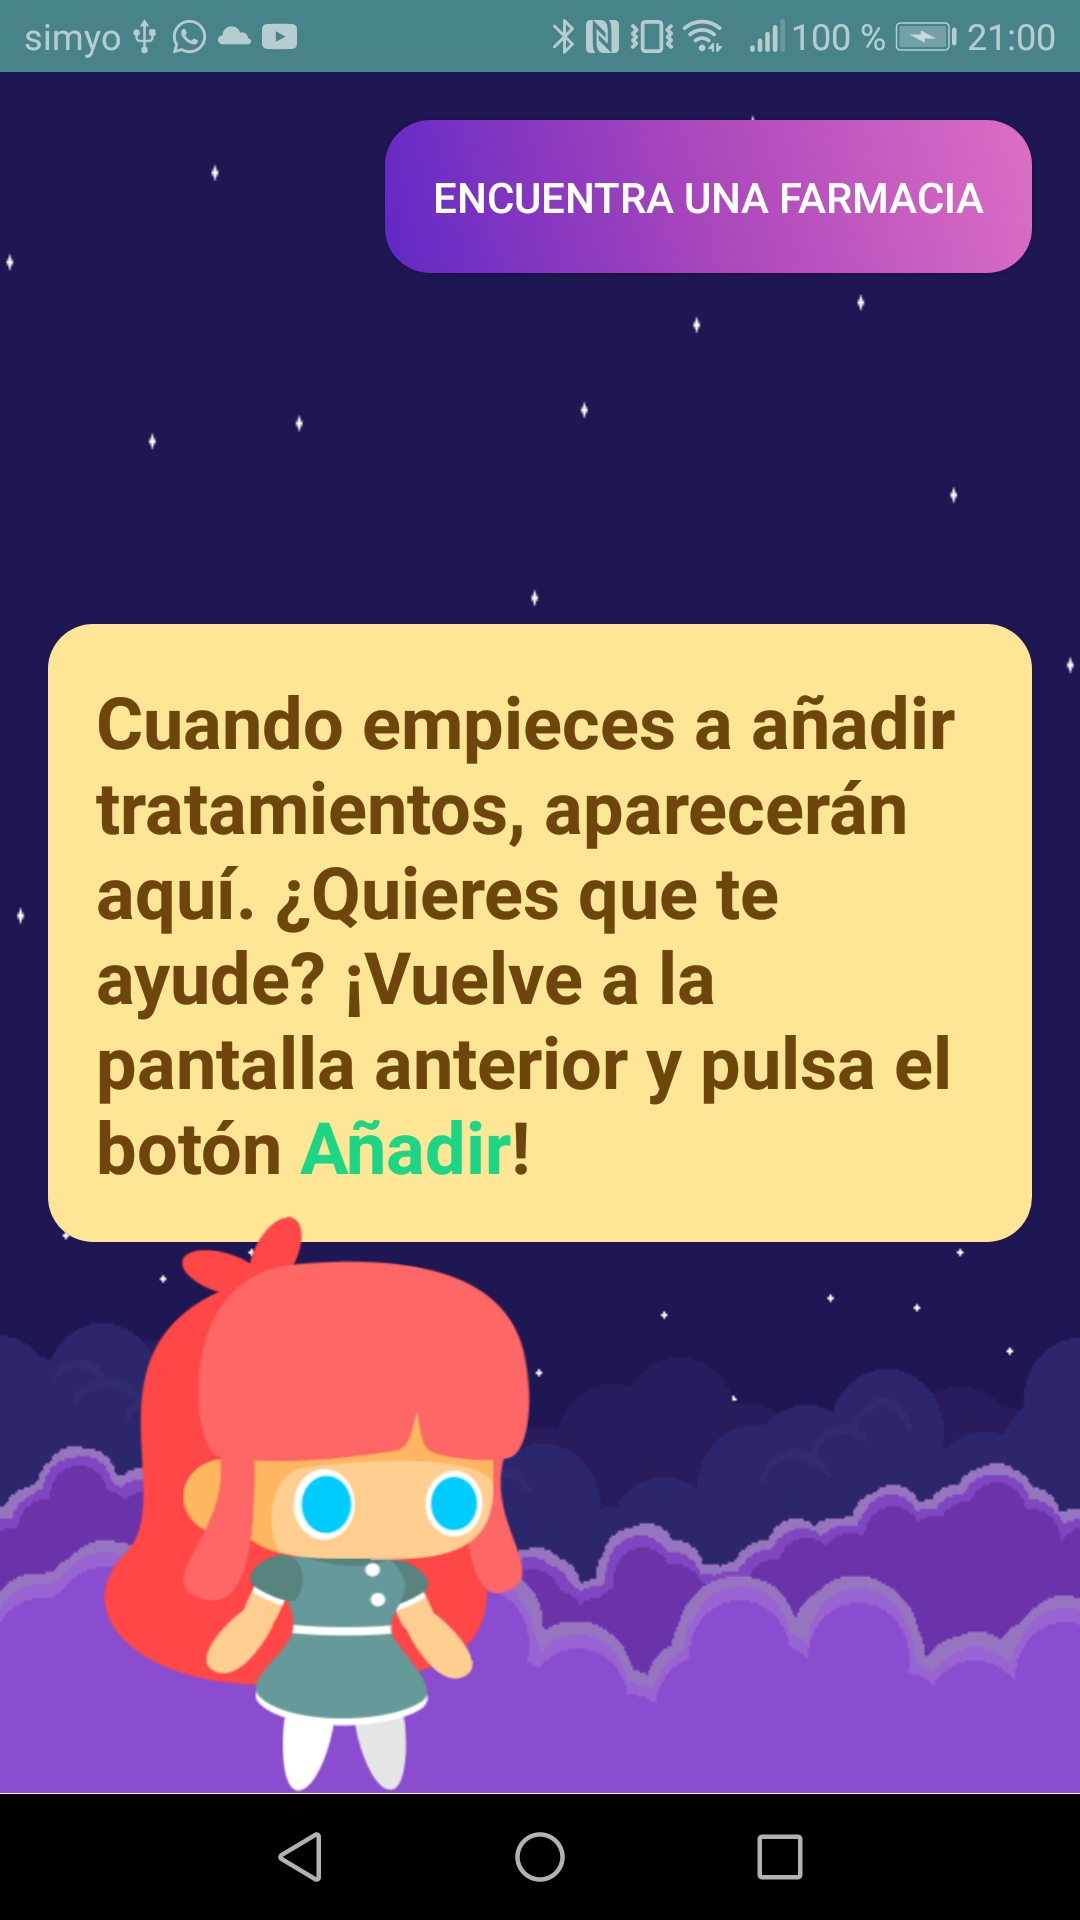 simyo 100 % 21:00
ENCUENTRA UNA FARMACIA
Cuando empieces a añadir
tratamientos, aparecerán
aquí. ¿Quieres que te
ayude? ¡Vuelve a la
pantalla anterior y pulsa el
botón Añadir!